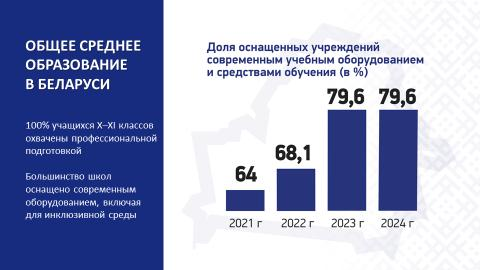 ОБЩЕЕ СРЕДНЕЕ
ОБРАЗОВАНИЕ
В БЕЛАРУСИ
100% учащихся X–XI классов
охвачены профессиональной
подготовкой
Большинство школ
оснащено современным
оборудованием, включая
для инклюзивной среды
Доля оснащенных учреждений
современным учебным оборудованием
и средствами обучения (в %)
64
68,1
79,6
79,6
2021 г
2022 г
2023 г
2024 г